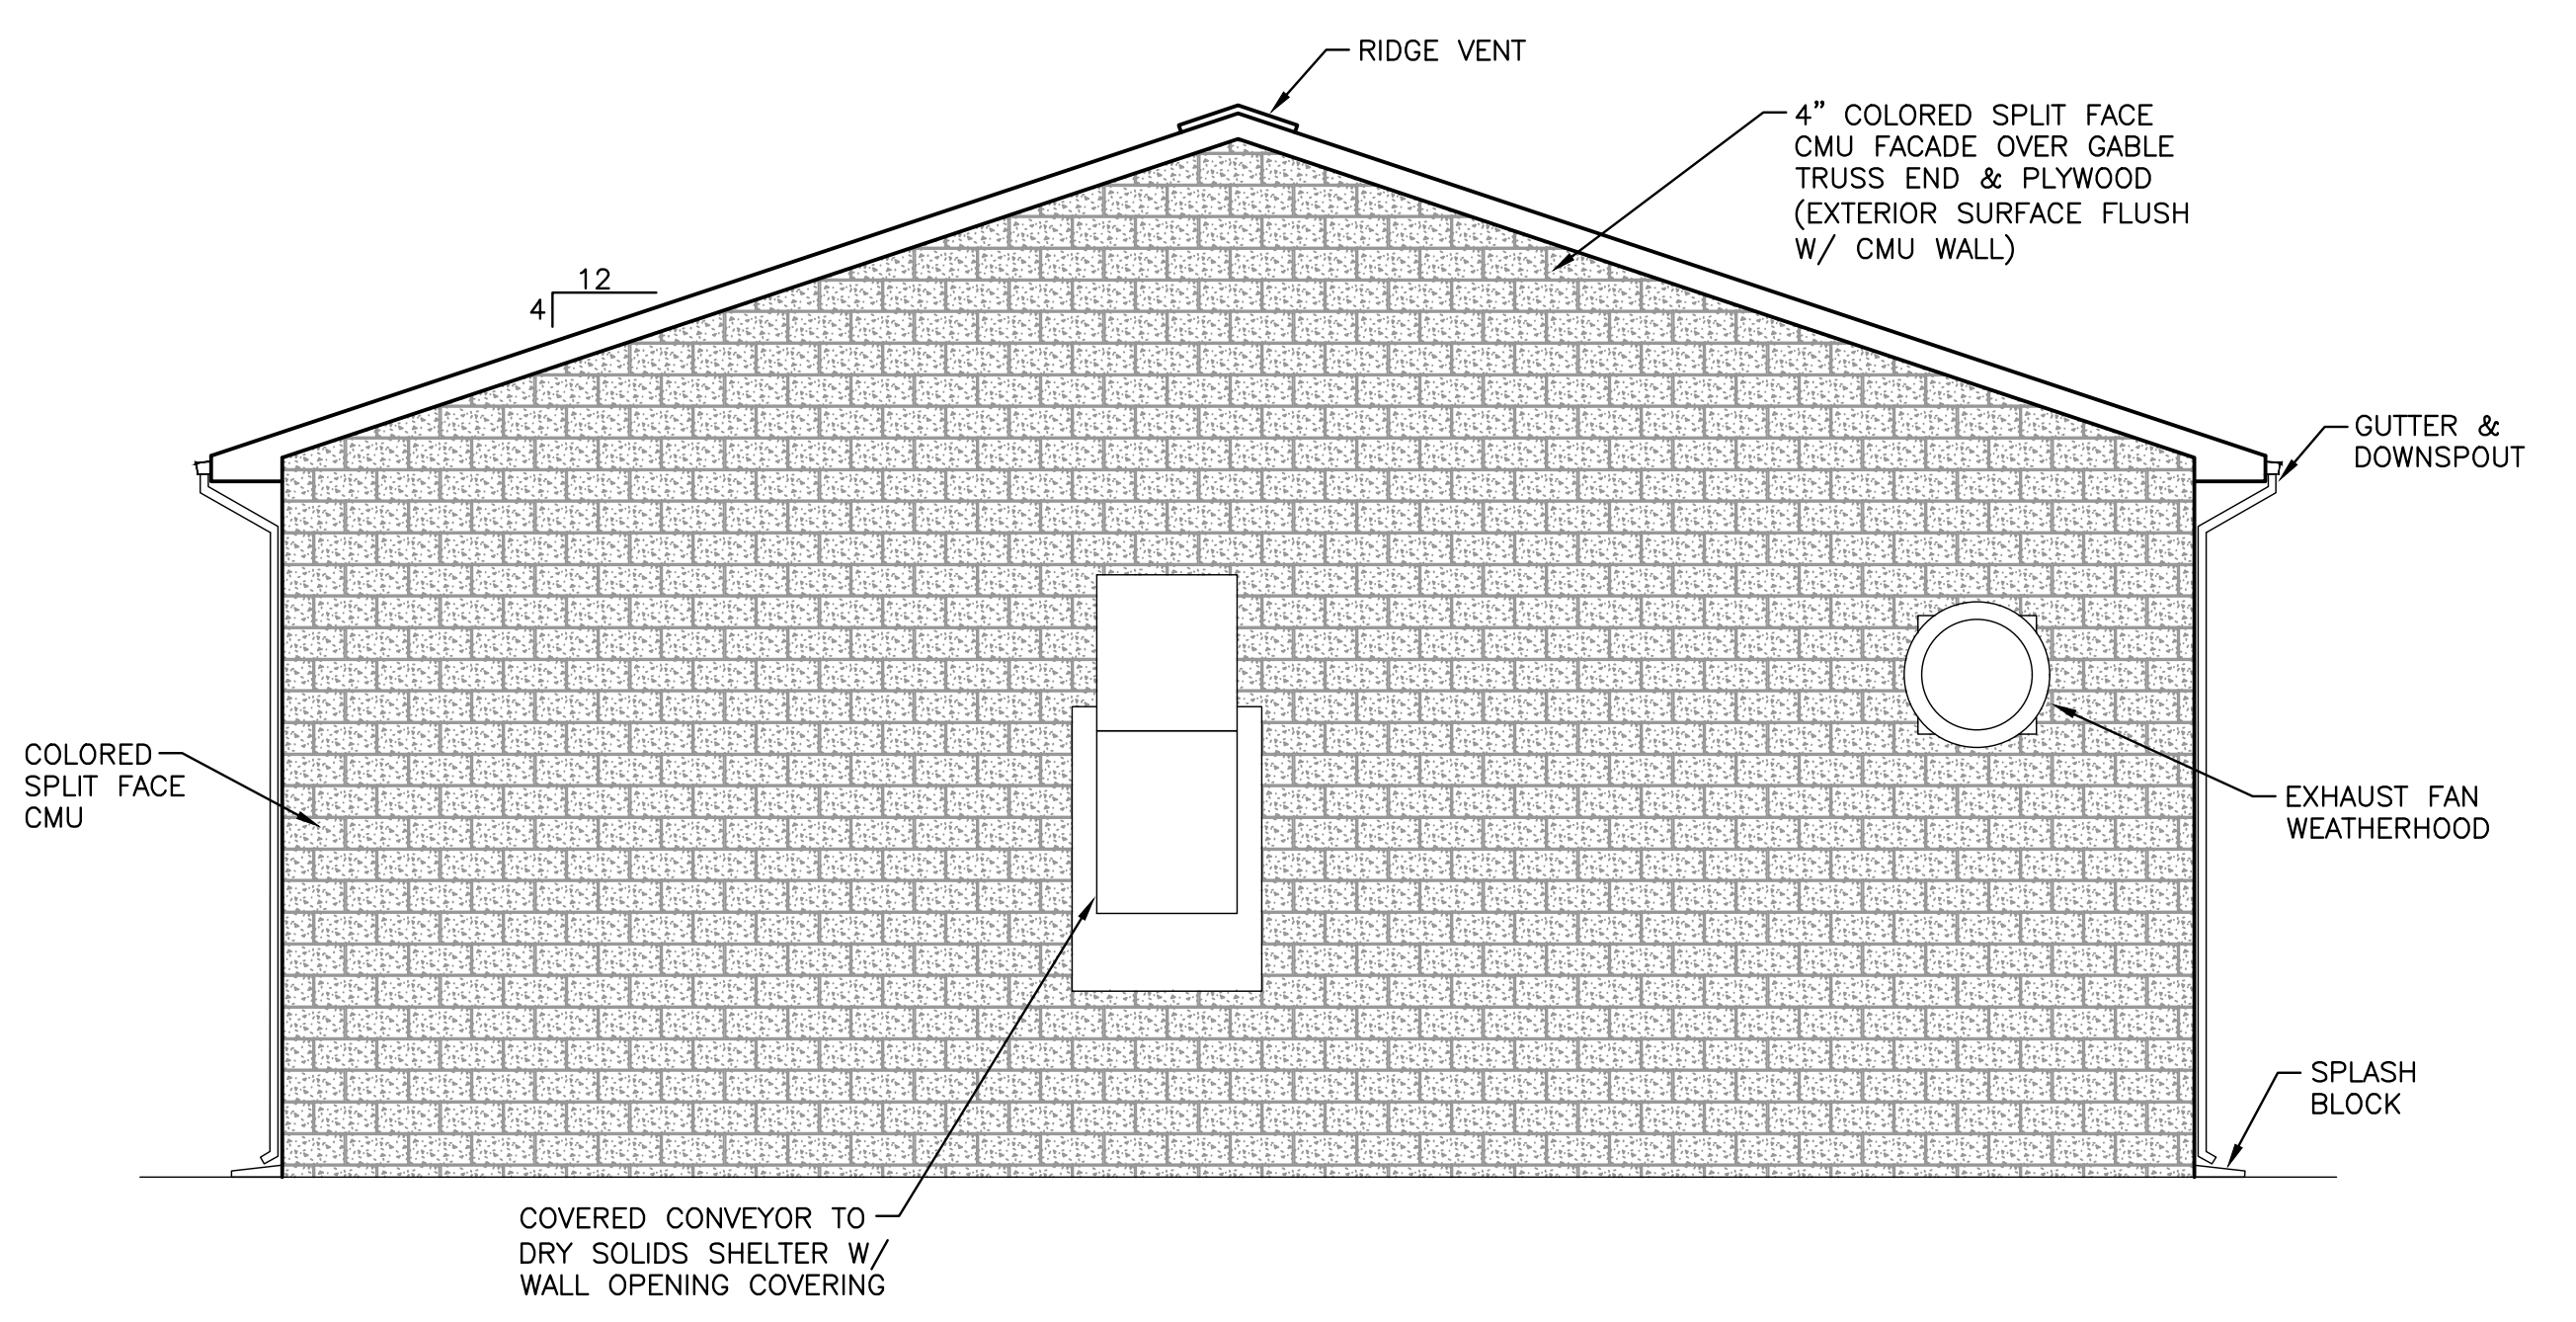 RIDGE VENT
4" COLORED SPLIT FACE
CMU FACADE OVER GABLE
TRUSS END & PLYWOOD
(EXTERIOR SURFACE FLUSH
W/ CMU WALL)
12
4
GUTTER &
DOWNSPOUT
COLORED
SPLIT FACE
CMU
EXHAUST FAN
WEATHERHOOD
SPLASH
BLOCK
COVERED CONVEYOR TO
DRY SOLIDS SHELTER W/
WALL OPENING COVERING